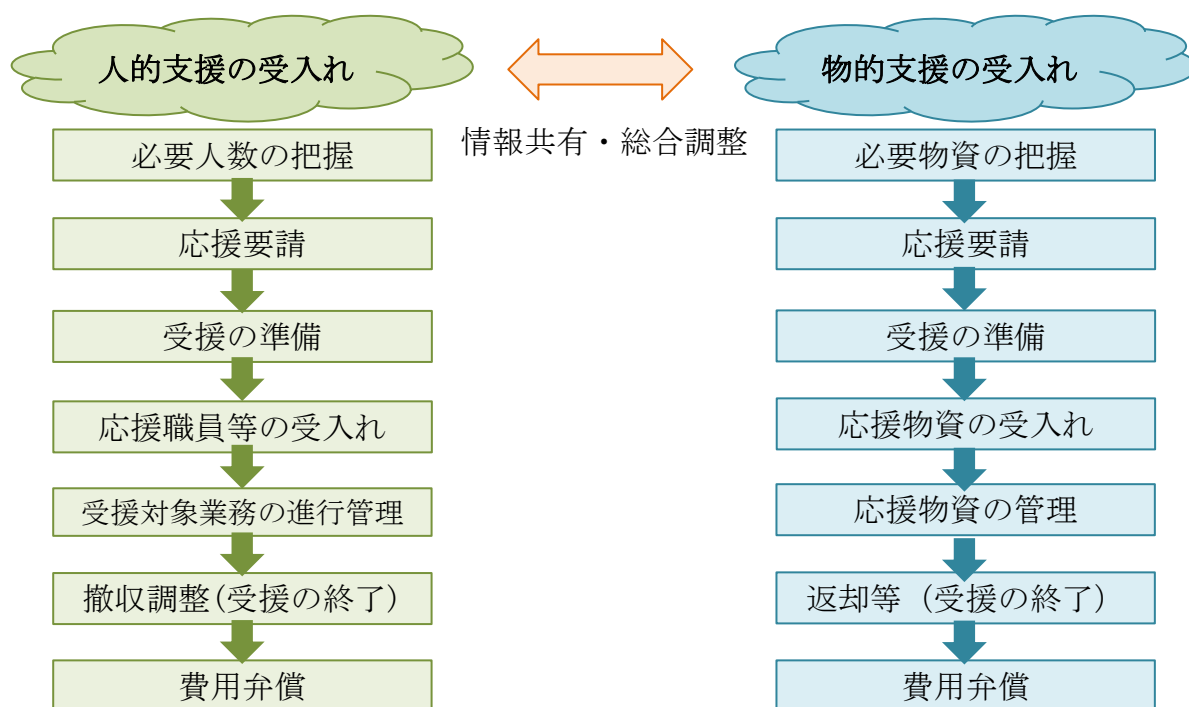 人的支援の受入れ
物的支援の受入れ
情報共有・総合調整
必要人数の把握
応援要請
受援の準備
応援職員等の受入れ
受援対象業務の進行管理
撤収調整(受援の終了)
費用弁償
必要物資の把握
応援要請
受援の準備
応援物資の受入れ
応援物資の管理
返却等（受援の終了）
費用弁償